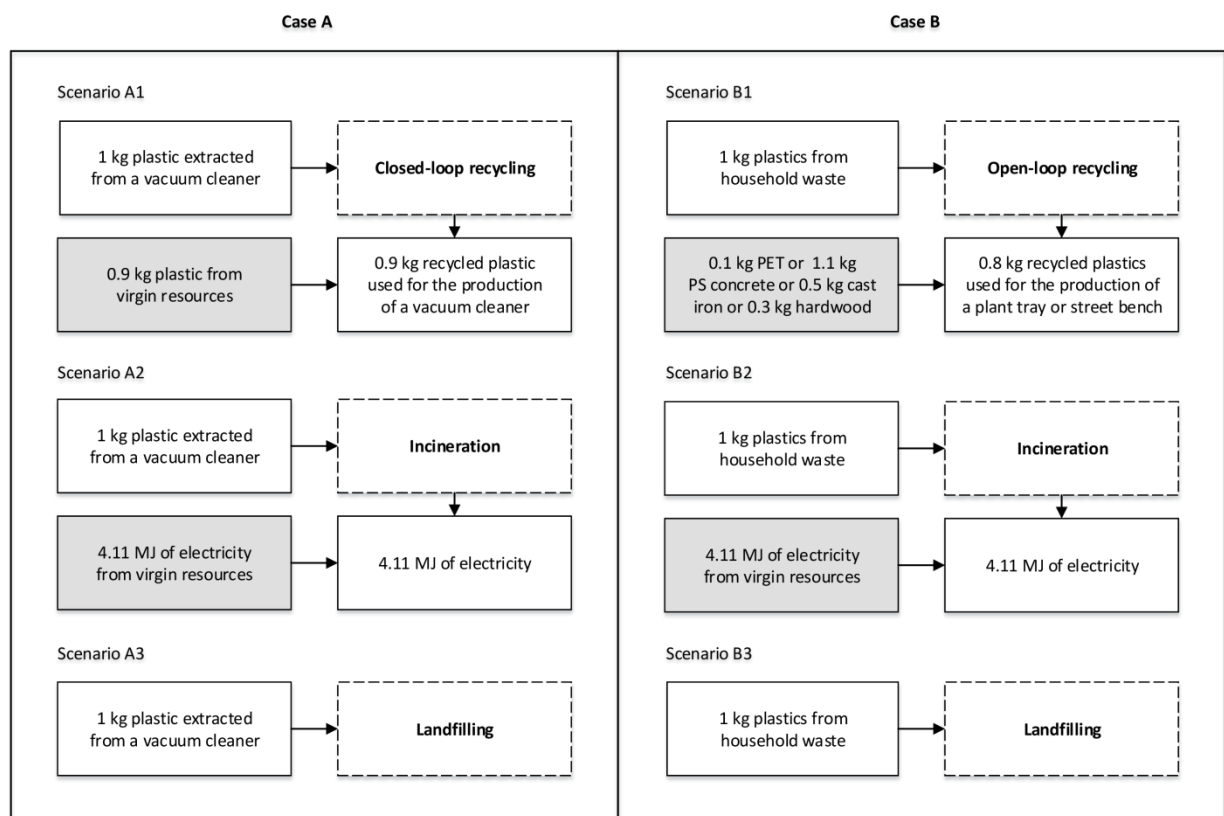 Case A
Case B
Scenario A1
1 kg plastic extracted
from a vacuum cleaner
Closed-loop recycling
0.9 kg plastic from
virgin resources
0.9 kg recycled plastic
used for the production
of a vacuum cleaner
Scenario A2
1 kg plastic extracted
from a vacuum cleaner
Incineration
4.11 MJ of electricity
from virgin resources
4.11 MJ of electricity
Scenario A3
1 kg plastic extracted
from a vacuum cleaner
Landfilling
Scenario B1
1 kg plastics from
household waste
Open-loop recycling
0.1 kg PET or 1.1 kg
PS concrete or 0.5 kg cast
iron or 0.3 kg hardwood
0.8 kg recycled plastics
used for the production of
a plant tray or street bench
Scenario B2
1 kg plastics from
household waste
Incineration
4.11 MJ of electricity
from virgin resources
4.11 MJ of electricity
Scenario B3
1 kg plastics from
household waste
Landfilling